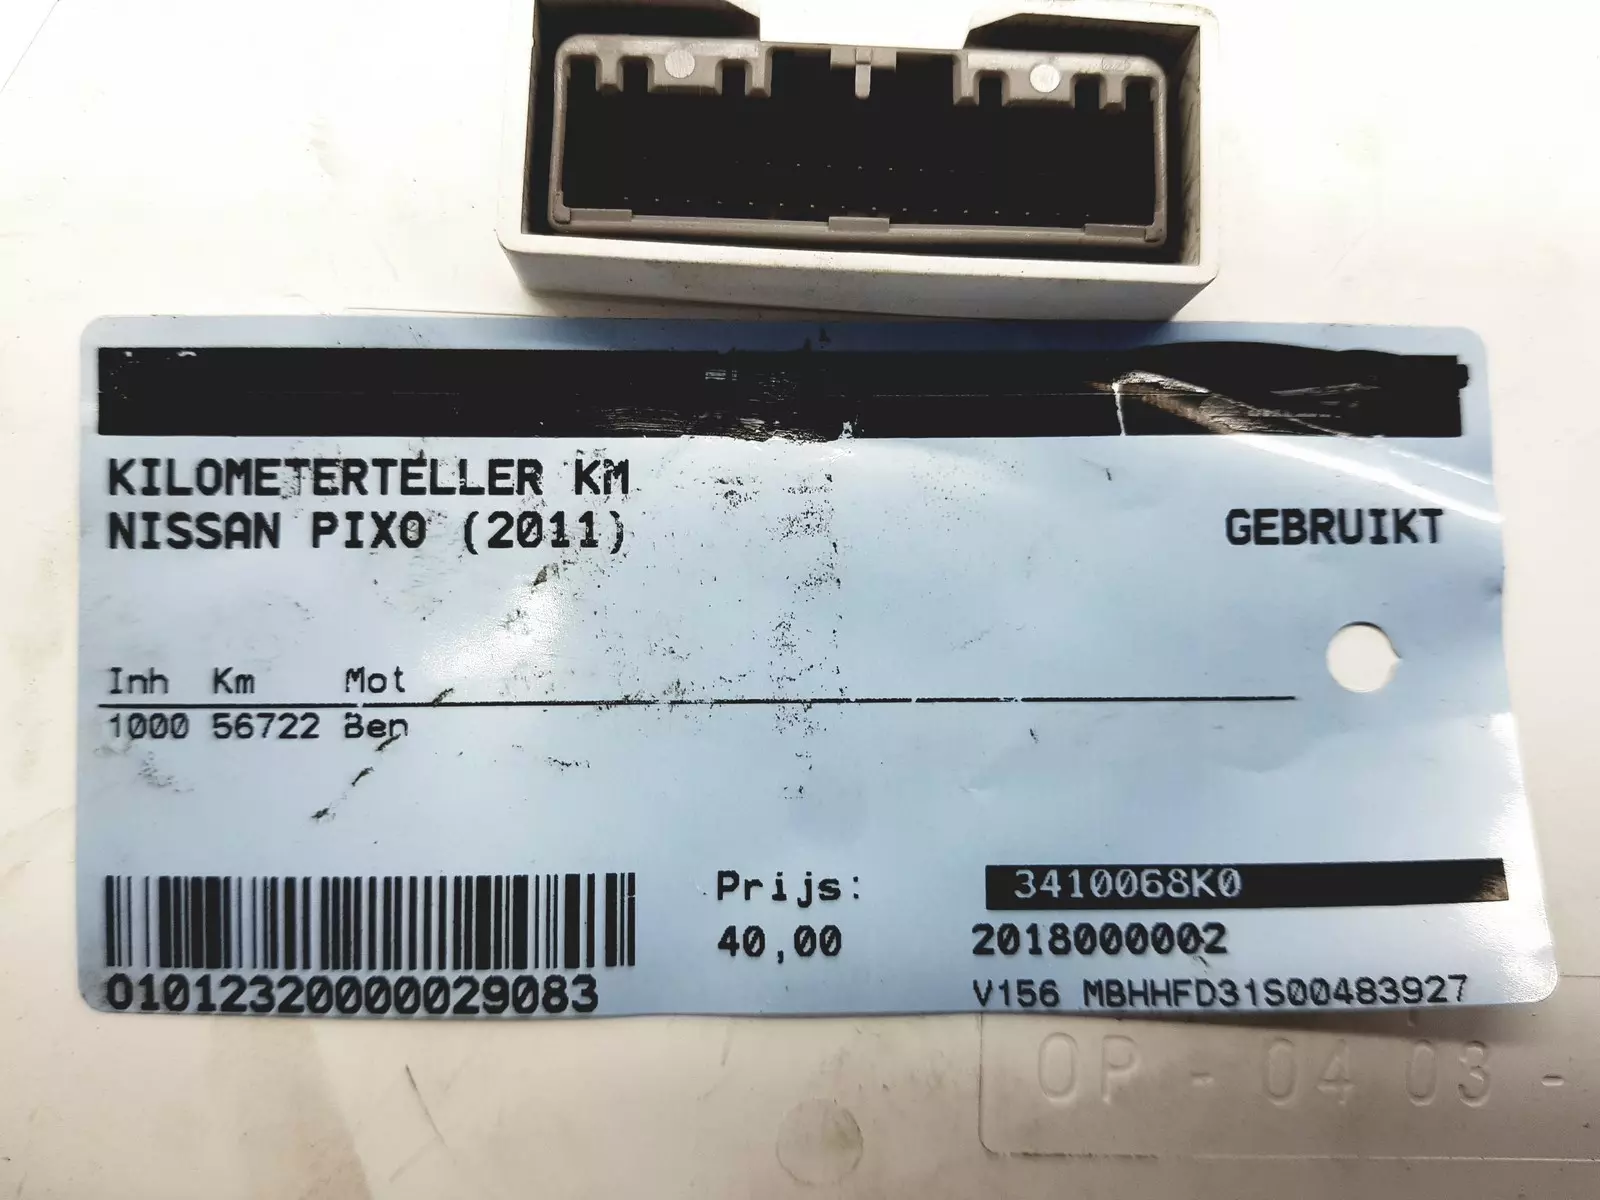 KILOMETERTELLER KM
NISSAN PIXO (2011)
GEBRUIKT
Inh Km Mot
1000 56722 Ben
Prijs:
40,00
3410068K0
2018000002
V156 MBHHFD31S00483927
01012320000029083
OP - 04 03 -